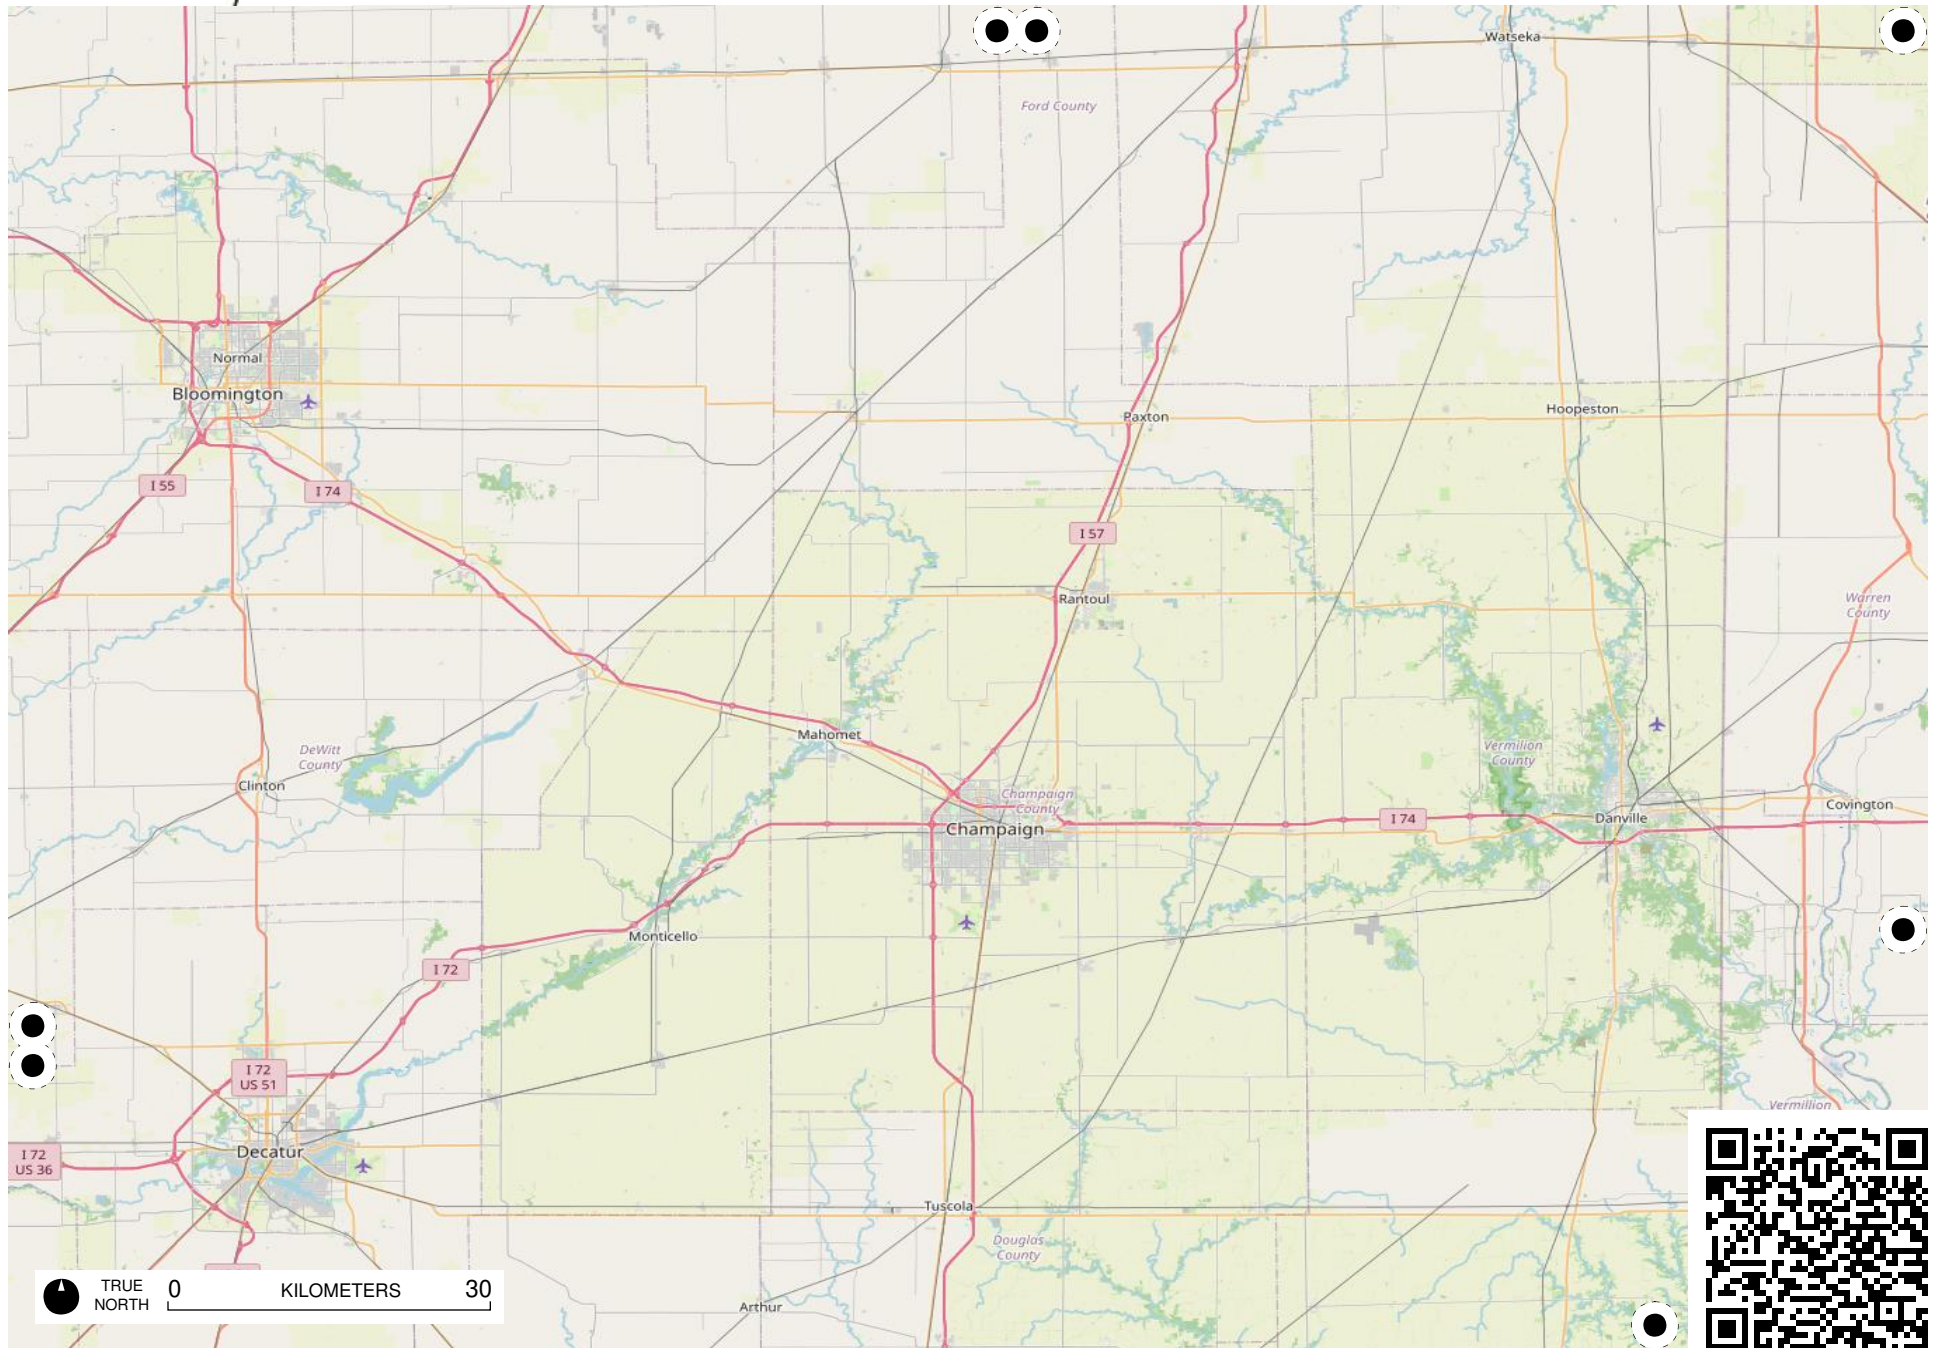 Watseka
Ford County
Normal
Bloomington
Paxton
Hoopeston
I 55
I 74
I 57
Rantoul
Warren
County
Mahomet
DeWitt
County
Vermilion
County
Clinton
Champaign
County
Covington
Champaign
I 74
Danville
Monticello
I 72
I 72
US 51
Vermillion
Decatur
I 72
US 36
Tuscola
Douglas
County
TRUE
NORTH
0
KILOMETERS
30
Arthur